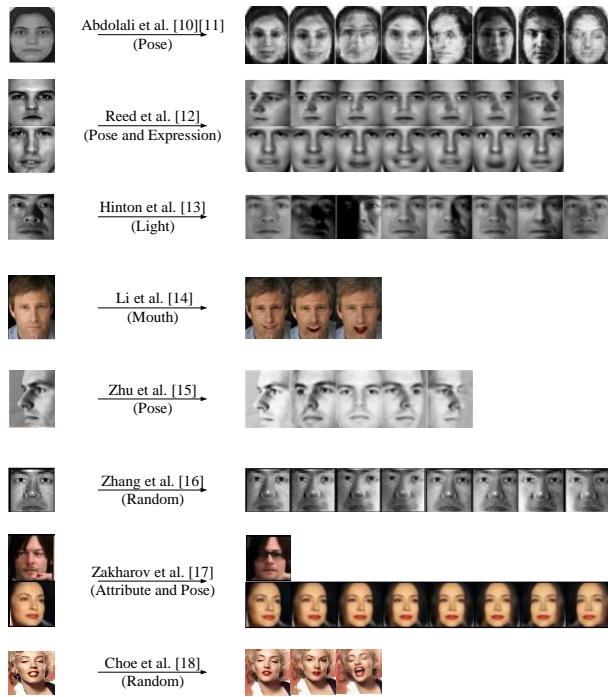 Abdolali et al. [10][11]
(Pose)
Reed et al. [12]
(Pose and Expression)
Hinton et al. [13]
(Light)
Li et al. [14]
(Mouth)
Zhu et al. [15]
(Pose)
Zhang et al. [16]
(Random)
Zakharov et al. [17]
(Attribute and Pose)
Choe et al. [18]
(Random)